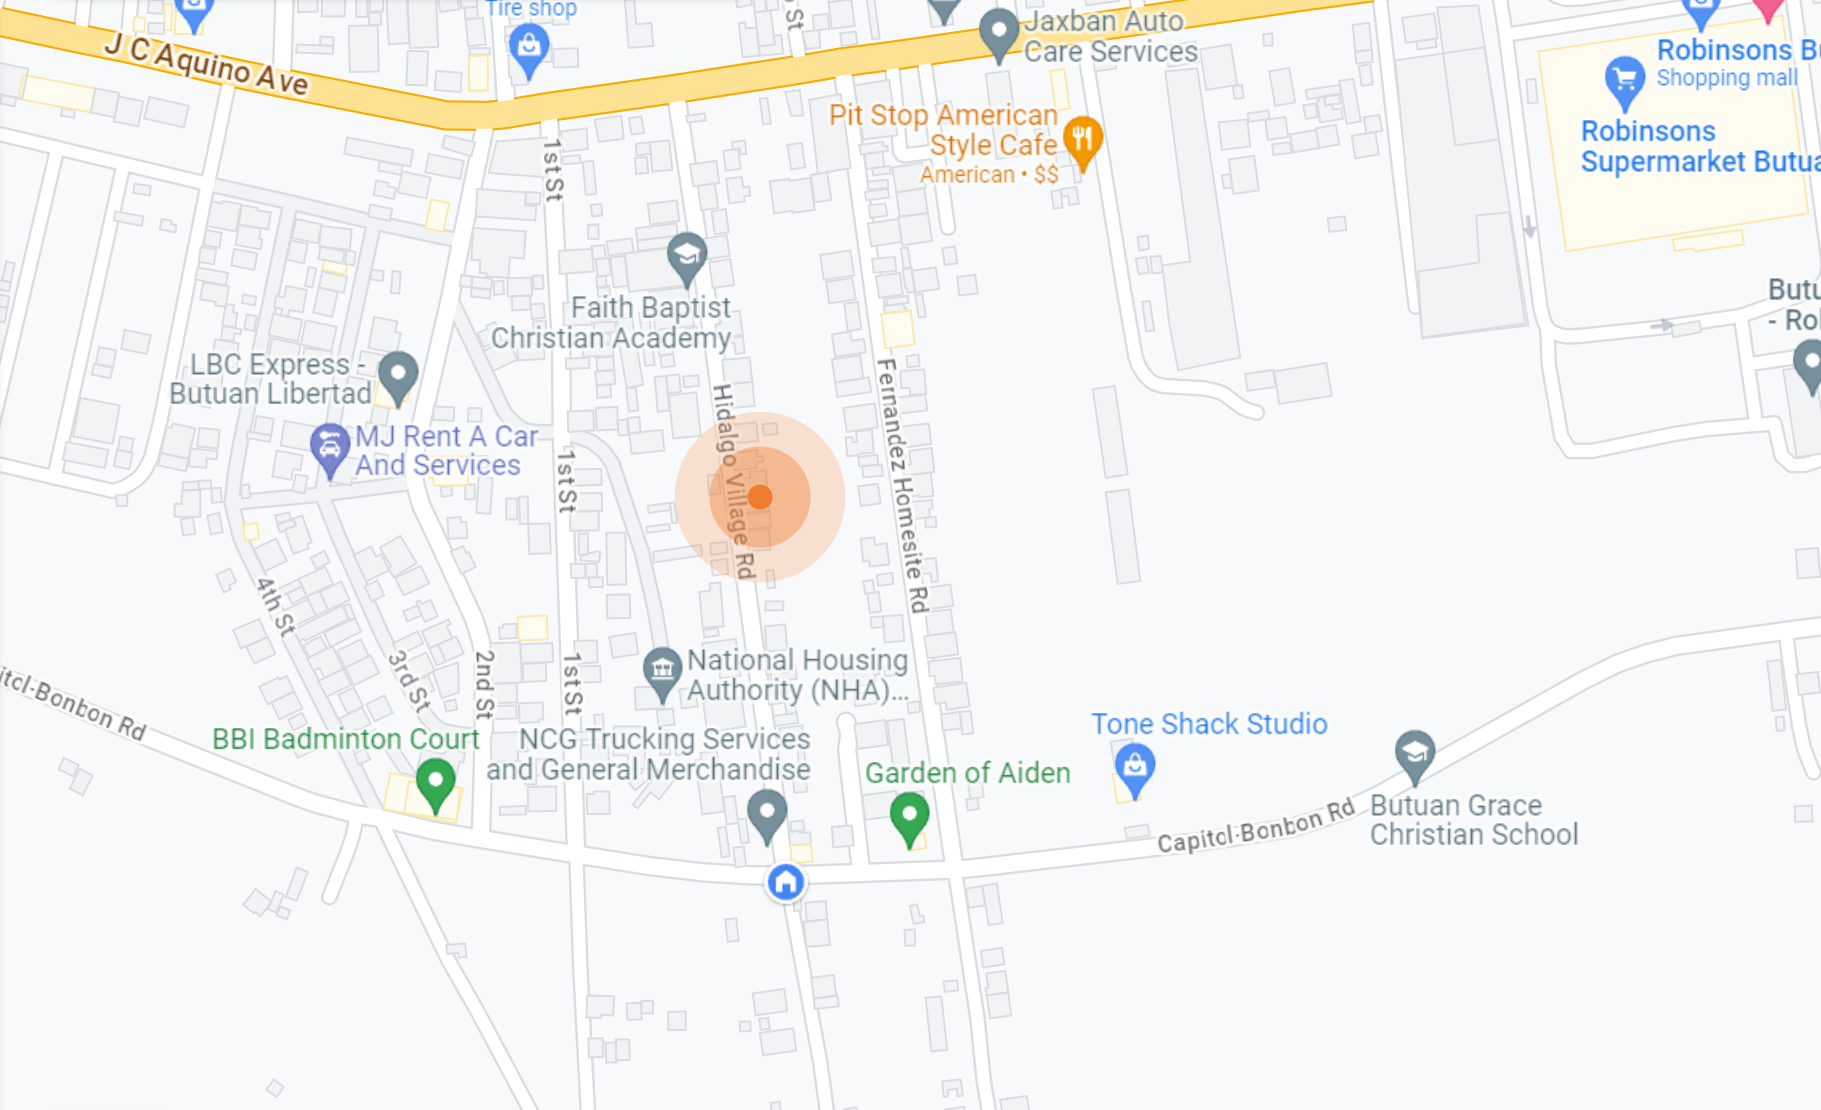 Tire shop
o St
Jaxban Auto
Care Services
J C Aquino Ave
Robinsons Bu
Shopping mall
Robinsons
Supermarket Butua
Pit Stop American
Style Cafe
American • $$
1st St
Faith Baptist
Christian Academy
Butu
- Ro
LBC Express -
Butuan Libertad
Hidalgo Village Rd
Fernandez Homesite Rd
MJ Rent A Car
And Services
1st St
4th St
3rd St
2nd St
1st St
National Housing
Authority (NHA)...
itol-Bonbon Rd
BBI Badminton Court
NCG Trucking Services
and General Merchandise
Garden of Aiden
Tone Shack Studio
Capitol-Bonbon Rd
Butuan Grace
Christian School